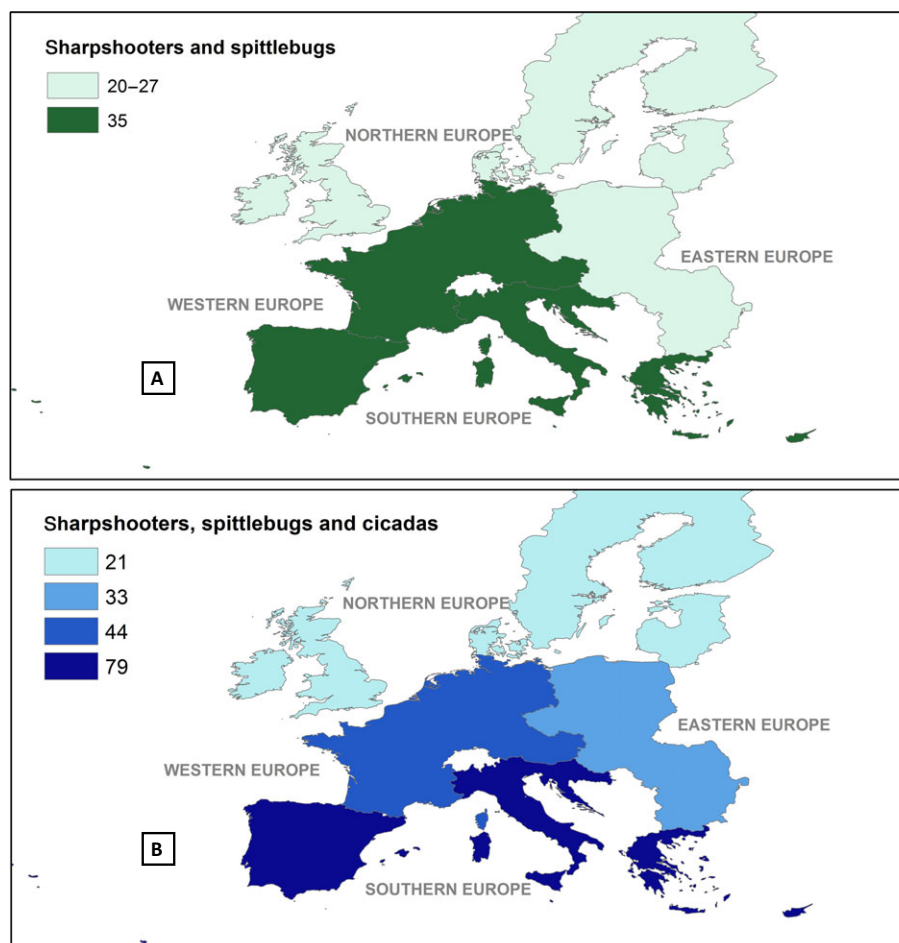 Sharpshooters and spittlebugs
20–27
35
NORTHERN EUROPE
EASTERN EUROPE
WESTERN EUROPE
A
SOUTHERN EUROPE
Sharpshooters, spittlebugs and cicadas
21
33
44
79
NORTHERN EUROPE
EASTERN EUROPE
WESTERN EUROPE
B
SOUTHERN EUROPE